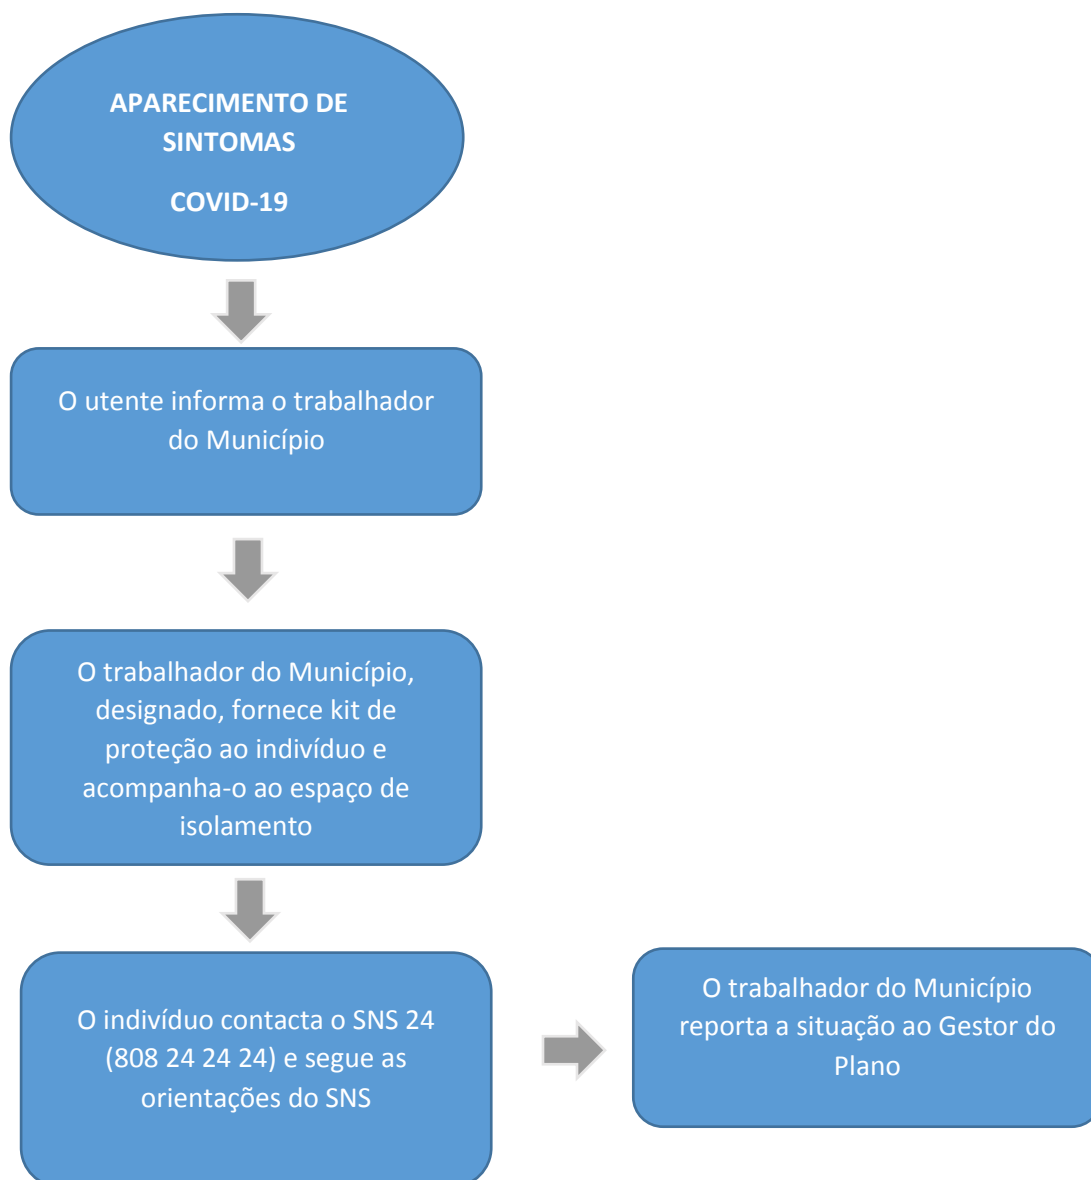 APARECIMENTO DE
SINTOMAS
COVID-19
O utente informa o trabalhador
do Município
O trabalhador do Município,
designado, fornece kit de
proteção ao indivíduo e
acompanha-o ao espaço de
isolamento
O indivíduo contacta o SNS 24
(808 24 24 24) e segue as
orientações do SNS
O trabalhador do Município
reporta a situação ao Gestor do
Plano